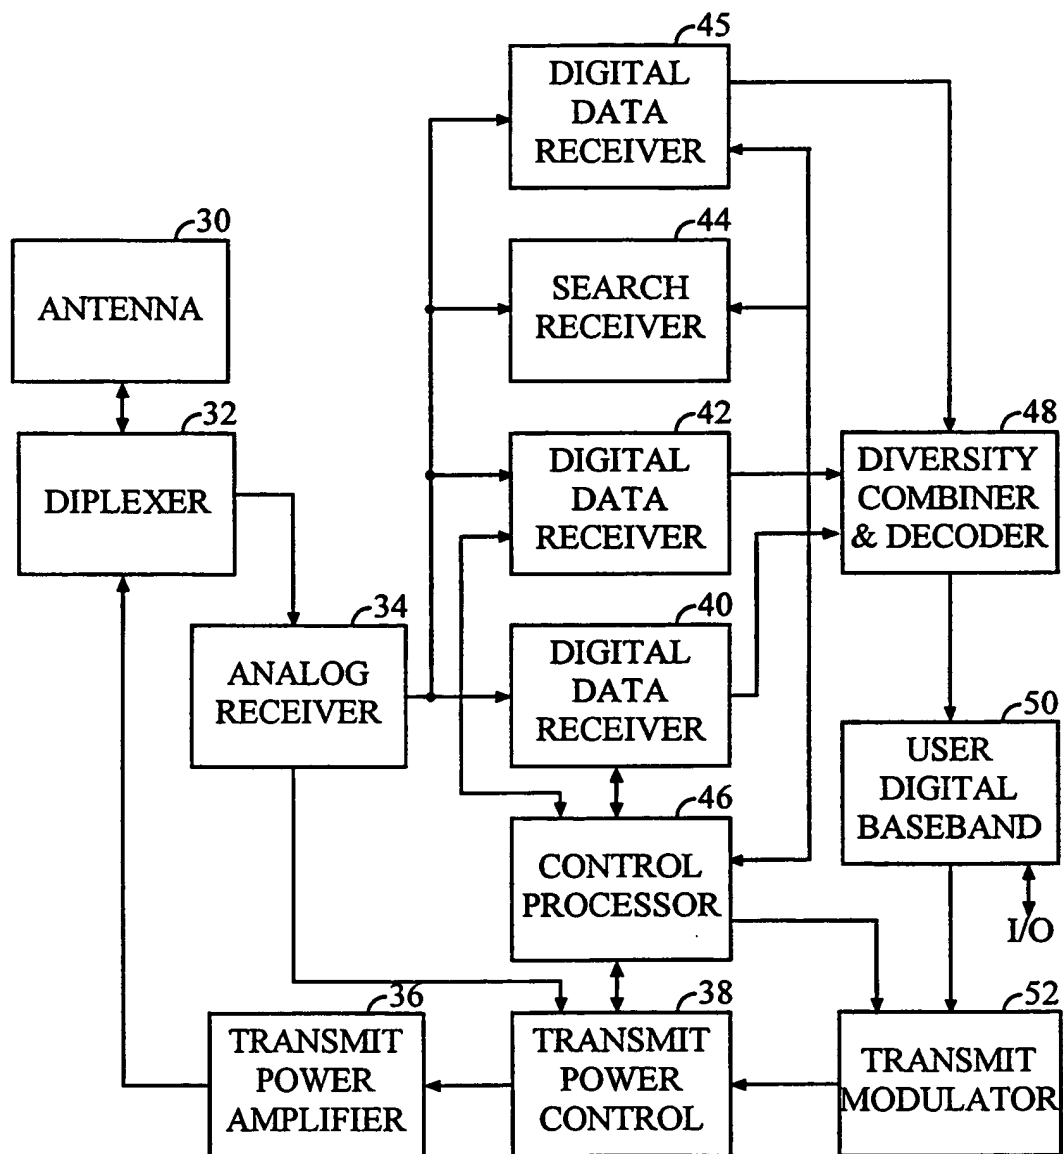 45
DIGITAL
DATA
RECEIVER
30
ANTENNA
44
SEARCH
RECEIVER
32
DIPLEXER
42
DIGITAL
DATA
RECEIVER
48
DIVERSITY
COMBINER
& DECODER
34
ANALOG
RECEIVER
40
DIGITAL
DATA
RECEIVER
50
USER
DIGITAL
BASEBAND
I/O
46
CONTROL
PROCESSOR
36
TRANSMIT
POWER
AMPLIFIER
38
TRANSMIT
POWER
CONTROL
52
TRANSMIT
MODULATOR